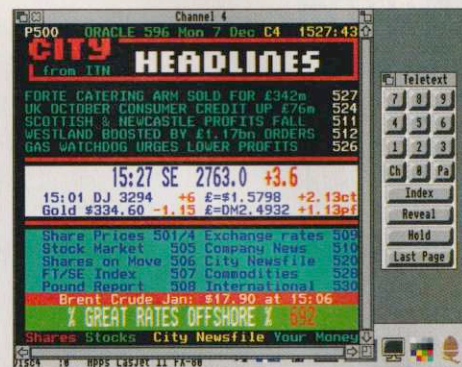 Channel 4
P500 ORACLE 596 Mon 7 Dec C4 1527:43
CITY
from ITN
HEADLINES
FORTE CATERING ARM SOLD FOR £342m 527
UK OCTOBER CONSUMER CREDIT UP £76m 524
SCOTTISH & NEWCASTLE PROFITS FALL 511
WESTLAND BOOSTED BY £1.17bn ORDERS 512
GAS WATCHDOG URGES LOWER PROFITS 526
15:27 SE 2763.0 +3.6
15:01 DJ 3294 +6 £=$1.5798 +2.13ct
Gold $334.60 -1.15 £=DM2.4932 +1.13pf
Share Prices 501/4 Exchange rates 509
Stock Market 505 Company News 510
Shares on Move 506 City Newsfile 520
FT/SE Index 507 Commodities 528
Pound Report 508 International 530
Brent Crude Jan: $17.90 at 15:06
% GREAT RATES OFFSHORE % 592
Shares Stocks City Newsfile Your Money
Teletext
7 8 9
4 5 6
1 2 3
Ch 0 Pa
Index
Reveal
Hold
Last Page